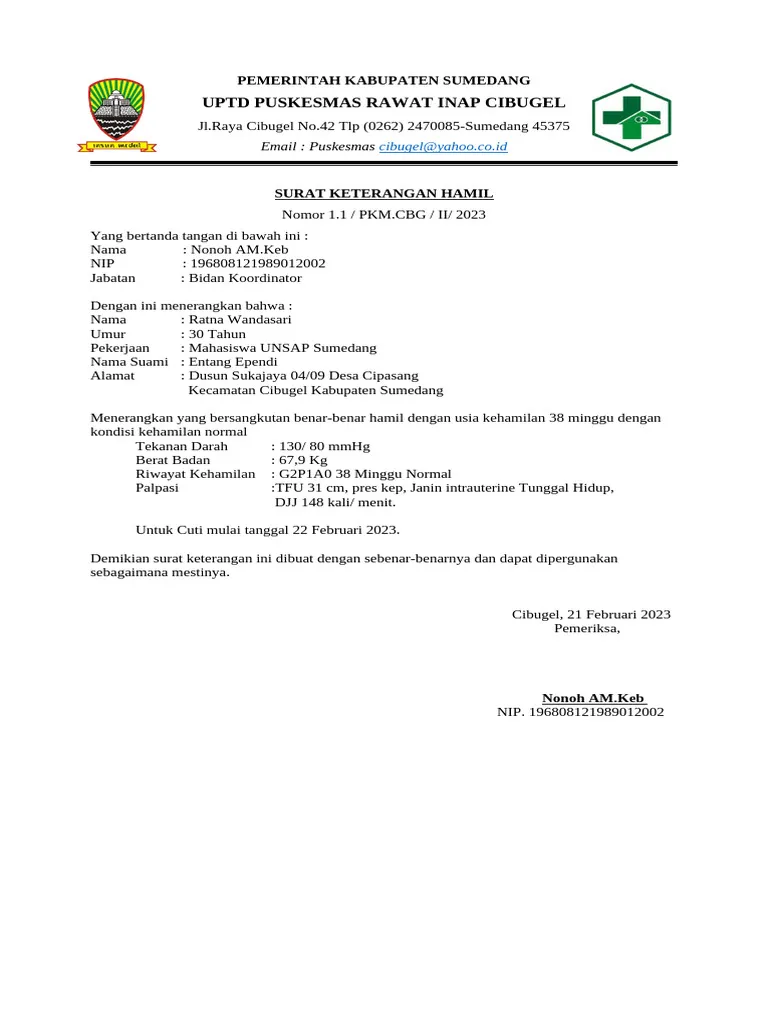 PEMERINTAH KABUPATEN SUMEDANG
UPTD PUSKESMAS RAWAT INAP CIBUGEL
Jl.Raya Cibugel No.42 Tlp (0262) 2470085-Sumedang 45375
Email : Puskesmas cibugel@yahoo.co.id
SURAT KETERANGAN HAMIL
Nomor 1.1 / PKM.CBG / II/ 2023
Yang bertanda tangan di bawah ini :
Nama : Nonoh AM.Keb
NIP : 196808121989012002
Jabatan : Bidan Koordinator
Dengan ini menerangkan bahwa :
Nama : Ratna Wandasari
Umur : 30 Tahun
Pekerjaan : Mahasiswa UNSAP Sumedang
Nama Suami : Entang Ependi
Alamat : Dusun Sukajaya 04/09 Desa Cipasang
Kecamatan Cibugel Kabupaten Sumedang
Menerangkan yang bersangkutan benar-benar hamil dengan usia kehamilan 38 minggu dengan
kondisi kehamilan normal
Tekanan Darah : 130/ 80 mmHg
Berat Badan : 67,9 Kg
Riwayat Kehamilan : G2P1A0 38 Minggu Normal
Palpasi :TFU 31 cm, pres kep, Janin intrauterine Tunggal Hidup,
DJJ 148 kali/ menit.
Untuk Cuti mulai tanggal 22 Februari 2023.
Demikian surat keterangan ini dibuat dengan sebenar-benarnya dan dapat dipergunakan
sebagaimana mestinya.
Cibugel, 21 Februari 2023
Pemeriksa,
Nonoh AM.Keb
NIP. 196808121989012002